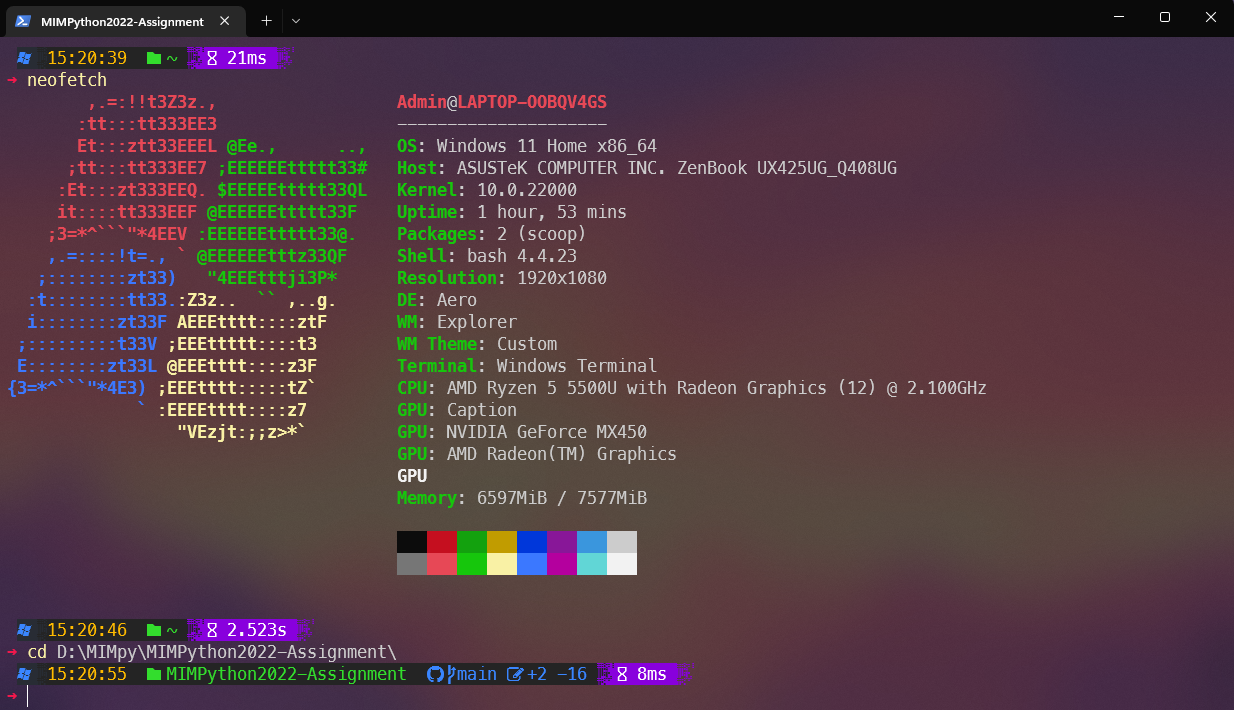 MIMPython2022-Assignment
15:20:39 ~ 21ms
→ neofetch
,.=:!!t3Z3z., Admin@LAPTOP-OOBQV4GS
:tt:::tt333EE3 ---------------------
Et:::ztt33EEEL @Ee., .., OS: Windows 11 Home x86_64
;tt:::tt333EE7 ;EEEEEEttttt33# Host: ASUSTeK COMPUTER INC. ZenBook UX425UG_Q408UG
:Et:::zt333EEQ. $EEEEEttttt33QL Kernel: 10.0.22000
it::::tt333EEF @EEEEEEttttt33F Uptime: 1 hour, 53 mins
;3=*^```"*4EEV :EEEEEEttttt33@. Packages: 2 (scoop)
,.=::::!t=., ` @EEEEEEtttz33QF Shell: bash 4.4.23
;::::::::zt33) "4EEEtttji3P* Resolution: 1920x1080
:t::::::::tt33.:Z3z.. `` ,..g. DE: Aero
i::::::::zt33F AEEEtttt::::ztF WM: Explorer
;:::::::::t33V ;EEEttttt::::t3 WM Theme: Custom
E::::::::zt33L @EEEtttt::::z3F Terminal: Windows Terminal
{3=*^```"*4E3) ;EEEtttt:::::tZ` CPU: AMD Ryzen 5 5500U with Radeon Graphics (12) @ 2.100GHz
` :EEEEtttt::::z7 GPU: Caption
"VEzjt:;;z>*` GPU: NVIDIA GeForce MX450
GPU: AMD Radeon(TM) Graphics
GPU
Memory: 6597MiB / 7577MiB
15:20:46 ~ 2.523s
→ cd D:\MIMpy\MIMPython2022-Assignment\
15:20:55 MIMPython2022-Assignment main +2 -16 8ms
→